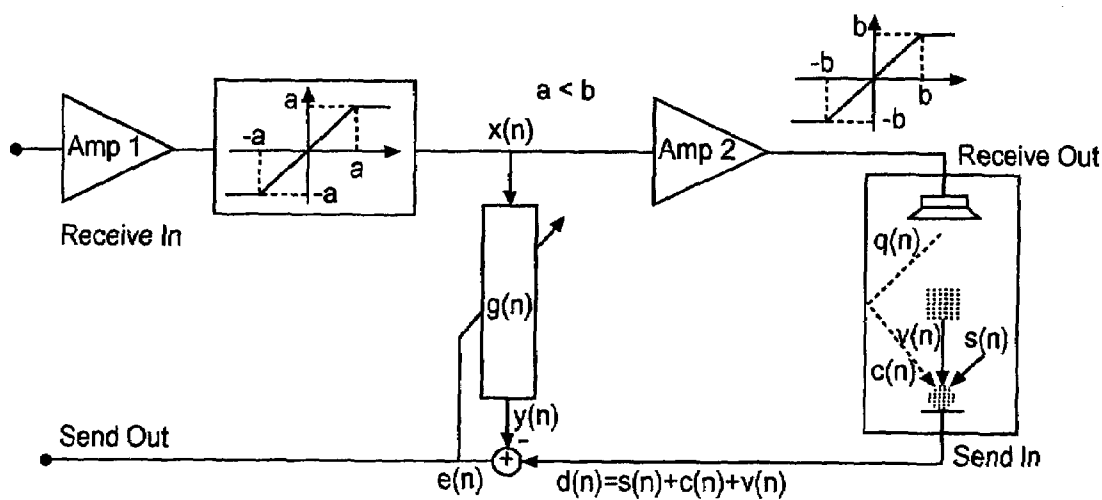 b
-b
b
-b
a < b
a
-a
a
-a
Amp 1
x(n)
Amp 2
Receive Out
Receive In
q(n)
g(n)
v(n)
s(n)
c(n)
y(n)
-
Send Out
+
e(n)
d(n)=s(n)+c(n)+v(n)
Send In